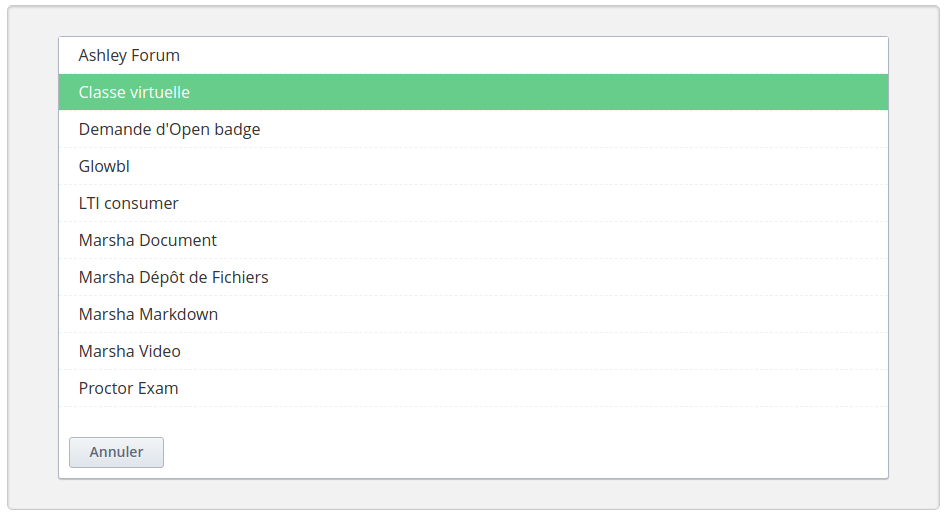 Ashley Forum
Classe virtuelle
Demande d'Open badge
Glowbl
LTI consumer
Marsha Document
Marsha Dépôt de Fichiers
Marsha Markdown
Marsha Video
Proctor Exam
Annuler